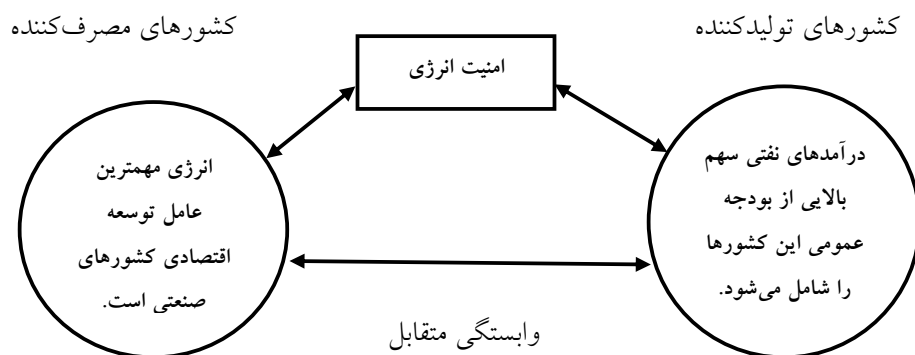 کشورهای تولیدکننده
کشورهای مصرف‌کننده
امنیت انرژی
درآمدهای نفتی سهم
بالایی از بودجه
عمومی این کشورها
را شامل می‌شود.
انرژی مهمترین
عامل توسعه
اقتصادی کشورهای
صنعتی است.
وابستگی متقابل